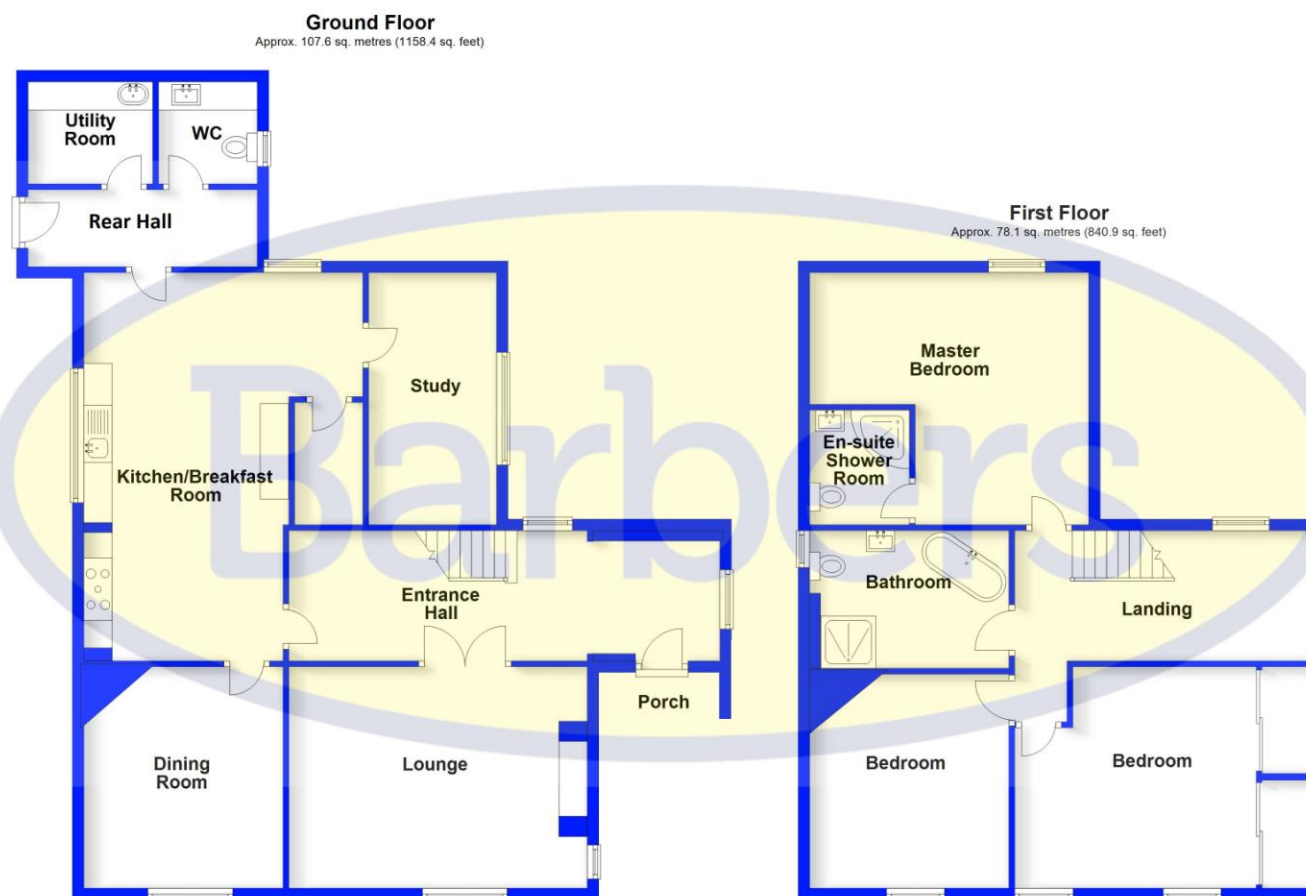 Ground Floor
Approx. 107.6 sq. metres (1158.4 sq. feet)
Utility
Room
WC
Rear Hall
Study
Kitchen/Breakfast
Room
Entrance
Hall
Porch
Dining
Room
Lounge
First Floor
Approx. 78.1 sq. metres (840.9 sq. feet)
Master
Bedroom
En-suite
Shower
Room
Bathroom
Landing
Bedroom
Bedroom
Barbers